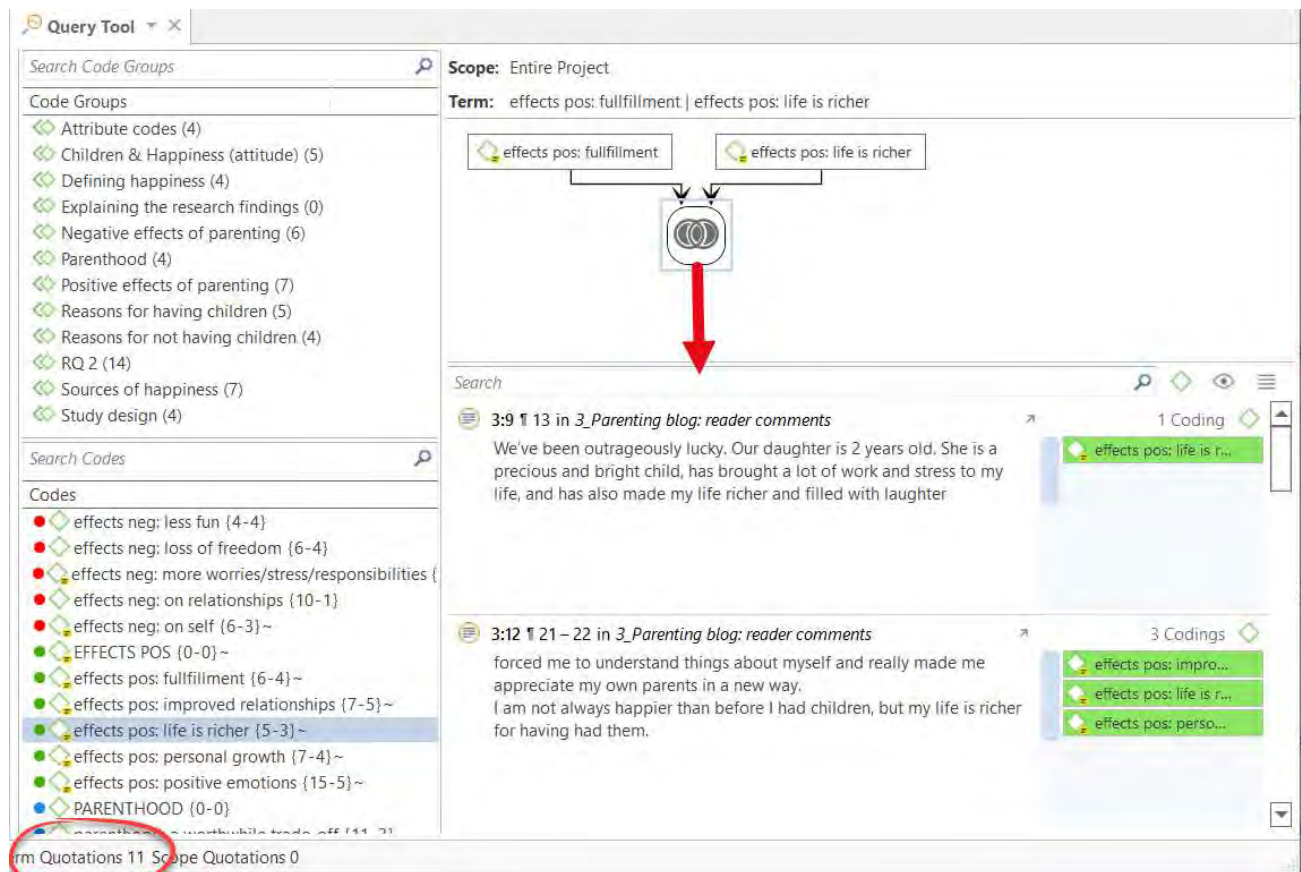 Query Tool
Search Code Groups
Code Groups
Attribute codes (4)
Children & Happiness (attitude) (5)
Defining happiness (4)
Explaining the research findings (0)
Negative effects of parenting (6)
Parenthood (4)
Positive effects of parenting (7)
Reasons for having children (5)
Reasons for not having children (4)
RQ 2 (14)
Sources of happiness (7)
Study design (4)
Search Codes
Codes
effects neg: less fun {4-4}
effects neg: loss of freedom {6-4}
effects neg: more worries/stress/responsibilities {
effects neg: on relationships {10-1}
effects neg: on self {6-3}~
EFFECTS POS {0-0}~
effects pos: fullfillment {6-4}~
effects pos: improved relationships {7-5}~
effects pos: life is richer {5-3}~
effects pos: personal growth {7-4}~
effects pos: positive emotions {15-5}~
PARENTHOOD {0-0}
Scope: Entire Project
Term: effects pos: fullfillment | effects pos: life is richer
effects pos: fullfillment
effects pos: life is richer
Search
3:9 ¶ 13 in 3_Parenting blog: reader comments
1 Coding
We've been outrageously lucky. Our daughter is 2 years old. She is a
precious and bright child, has brought a lot of work and stress to my
life, and has also made my life richer and filled with laughter
effects pos: life is r...
3:12 ¶ 21 – 22 in 3_Parenting blog: reader comments
3 Codings
forced me to understand things about myself and really made me
appreciate my own parents in a new way.
I am not always happier than before I had children, but my life is richer
for having had them.
effects pos: impro...
effects pos: life is r...
effects pos: perso...
rm Quotations 11 Scope Quotations 0